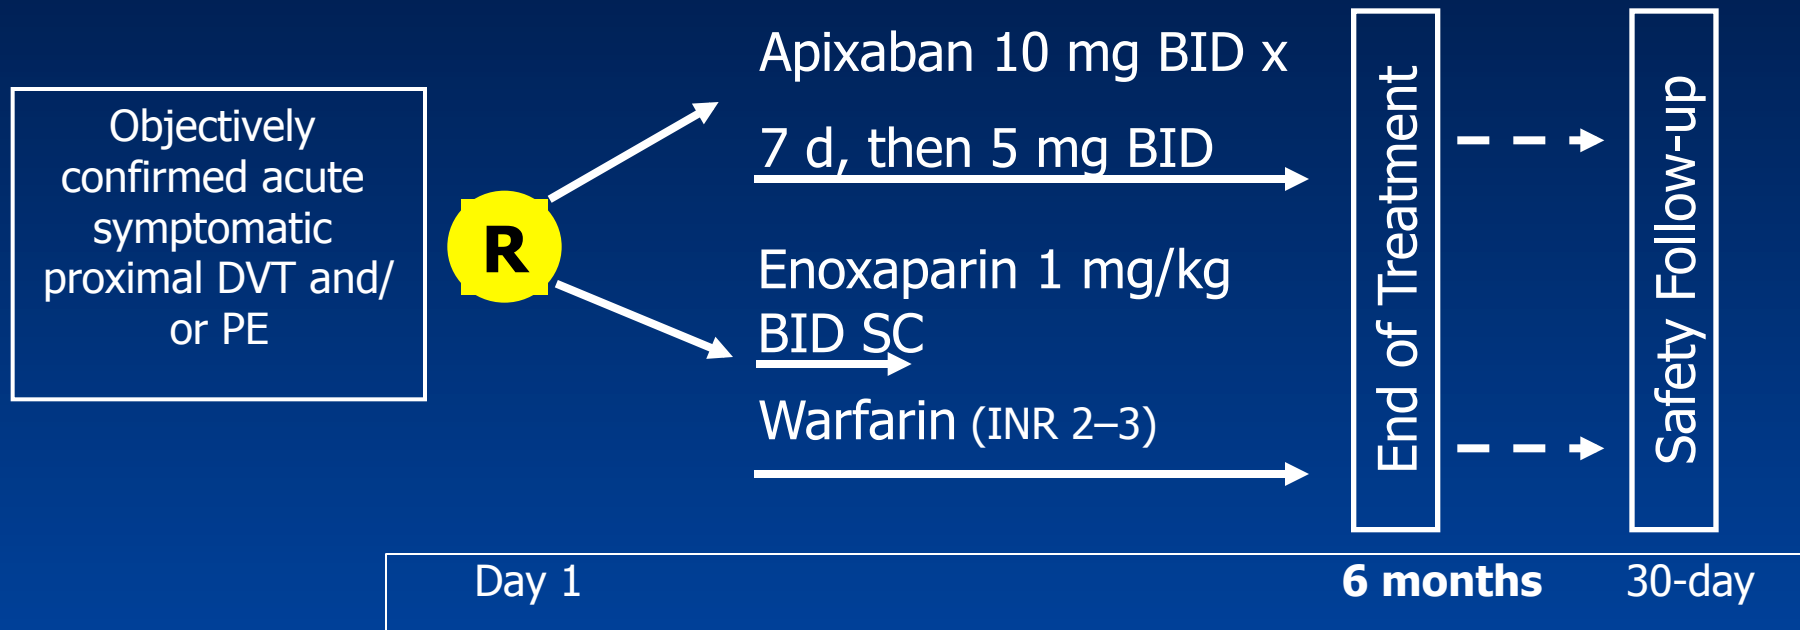 Objectively
confirmed acute
symptomatic
proximal DVT and/
or PE
R
Apixaban 10 mg BID x
7 d, then 5 mg BID
Enoxaparin 1 mg/kg
BID SC
Warfarin (INR 2–3)
End of Treatment
Safety Follow-up
Day 1
6 months
30-day